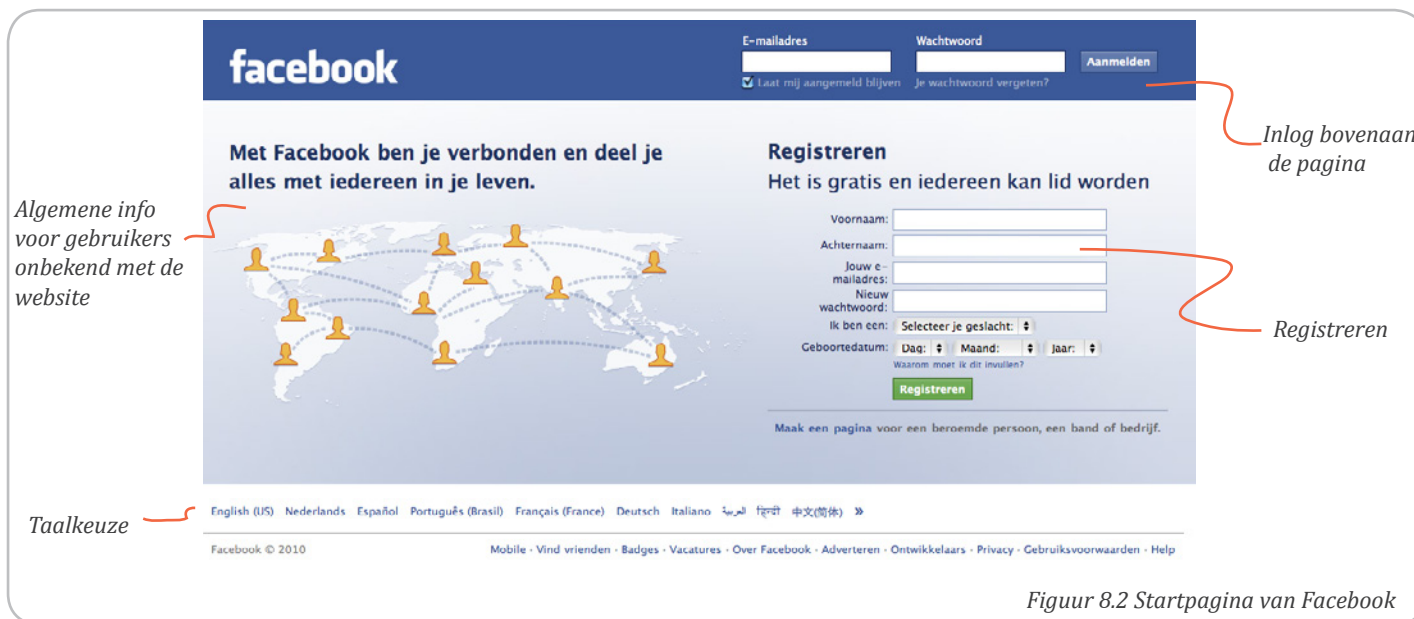 facebook
E-mailadres
Wachtwoord
Aanmelden
Laat mij aangemeld blijven
Je wachtwoord vergeten?
Inlog bovenaan
de pagina
Met Facebook ben je verbonden en deel je
alles met iedereen in je leven.
Algemene info
voor gebruikers
onbekend met de
website
Registreren
Het is gratis en iedereen kan lid worden
Voornaam:
Achternaam:
Jouw e-
mailadres:
Nieuw
wachtwoord:
Ik ben een: Selecteer je geslacht:
Geboortedatum: Dag: Maand: Jaar:
Waarom moet ik dit invullen?
Registreren
Registreren
Maak een pagina voor een beroemde persoon, een band of bedrijf.
Taalkeuze
English (US) Nederlands Español Português (Brasil) Français (France) Deutsch Italiano العربية हिन्दी 中文(简体) »
Facebook © 2010
Mobile · Vind vrienden · Badges · Vacatures · Over Facebook · Adverteren · Ontwikkelaars · Privacy · Gebruiksvoorwaarden · Help
Figuur 8.2 Startpagina van Facebook